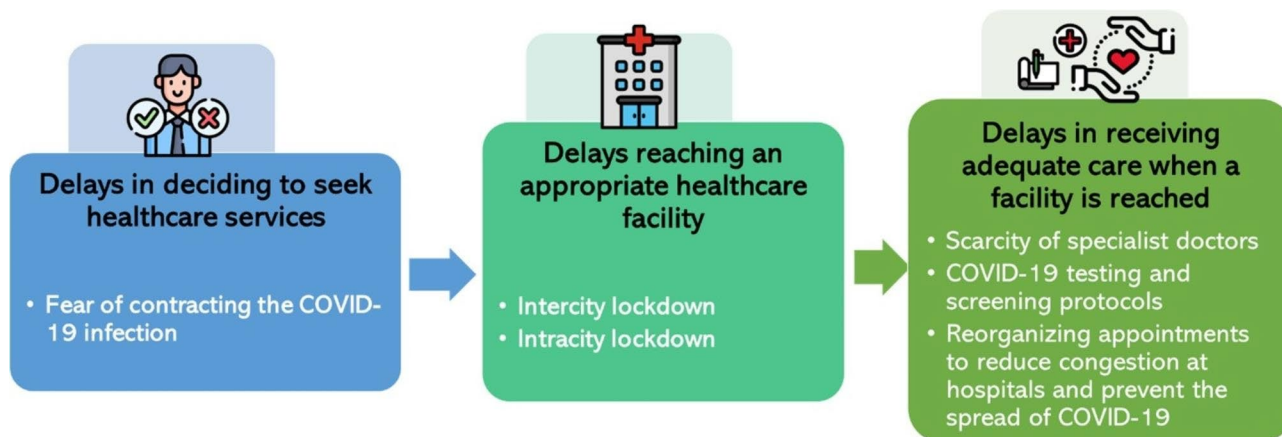 Delays in deciding to seek
healthcare services
• Fear of contracting the COVID-
19 infection
Delays reaching an
appropriate healthcare
facility
• Intercity lockdown
• Intracity lockdown
Delays in receiving
adequate care when a
facility is reached
• Scarcity of specialist doctors
• COVID-19 testing and
screening protocols
• Reorganizing appointments
to reduce congestion at
hospitals and prevent the
spread of COVID-19